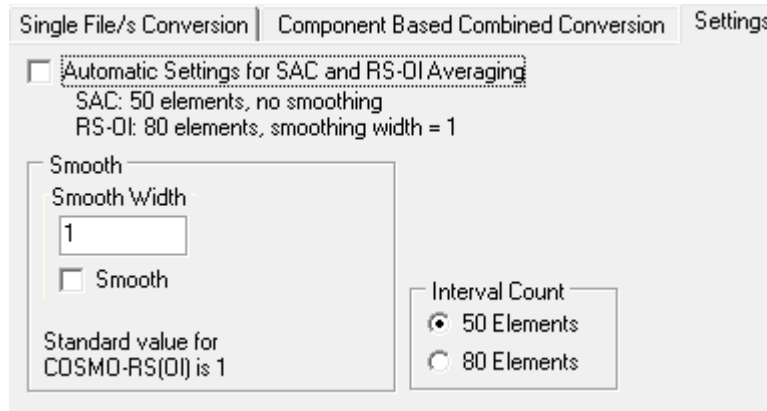 Single File/s Conversion
Component Based Combined Conversion
Settings
Automatic Settings for SAC and RS-OI Averaging
SAC: 50 elements, no smoothing
RS-OI: 80 elements, smoothing width = 1
Smooth
Smooth Width
1
Smooth
Standard value for
COSMO-RS(OI) is 1
Interval Count
50 Elements
80 Elements